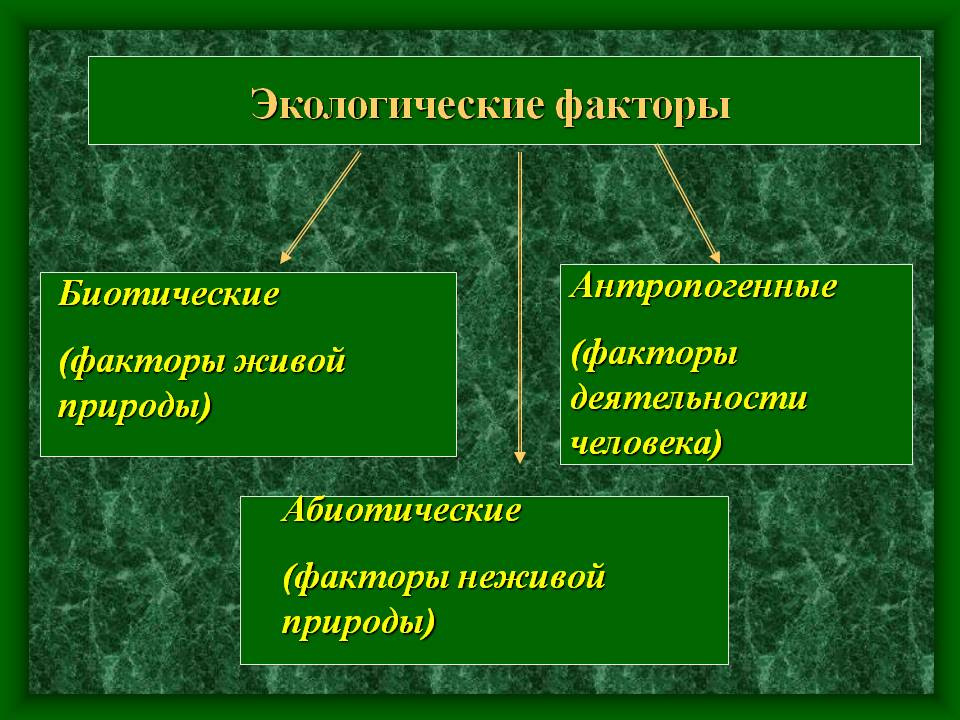 Экологические факторы
Биотические
(факторы живой
природы)
Антропогенные
(факторы
деятельности
человека)
Абиотические
(факторы неживой
природы)